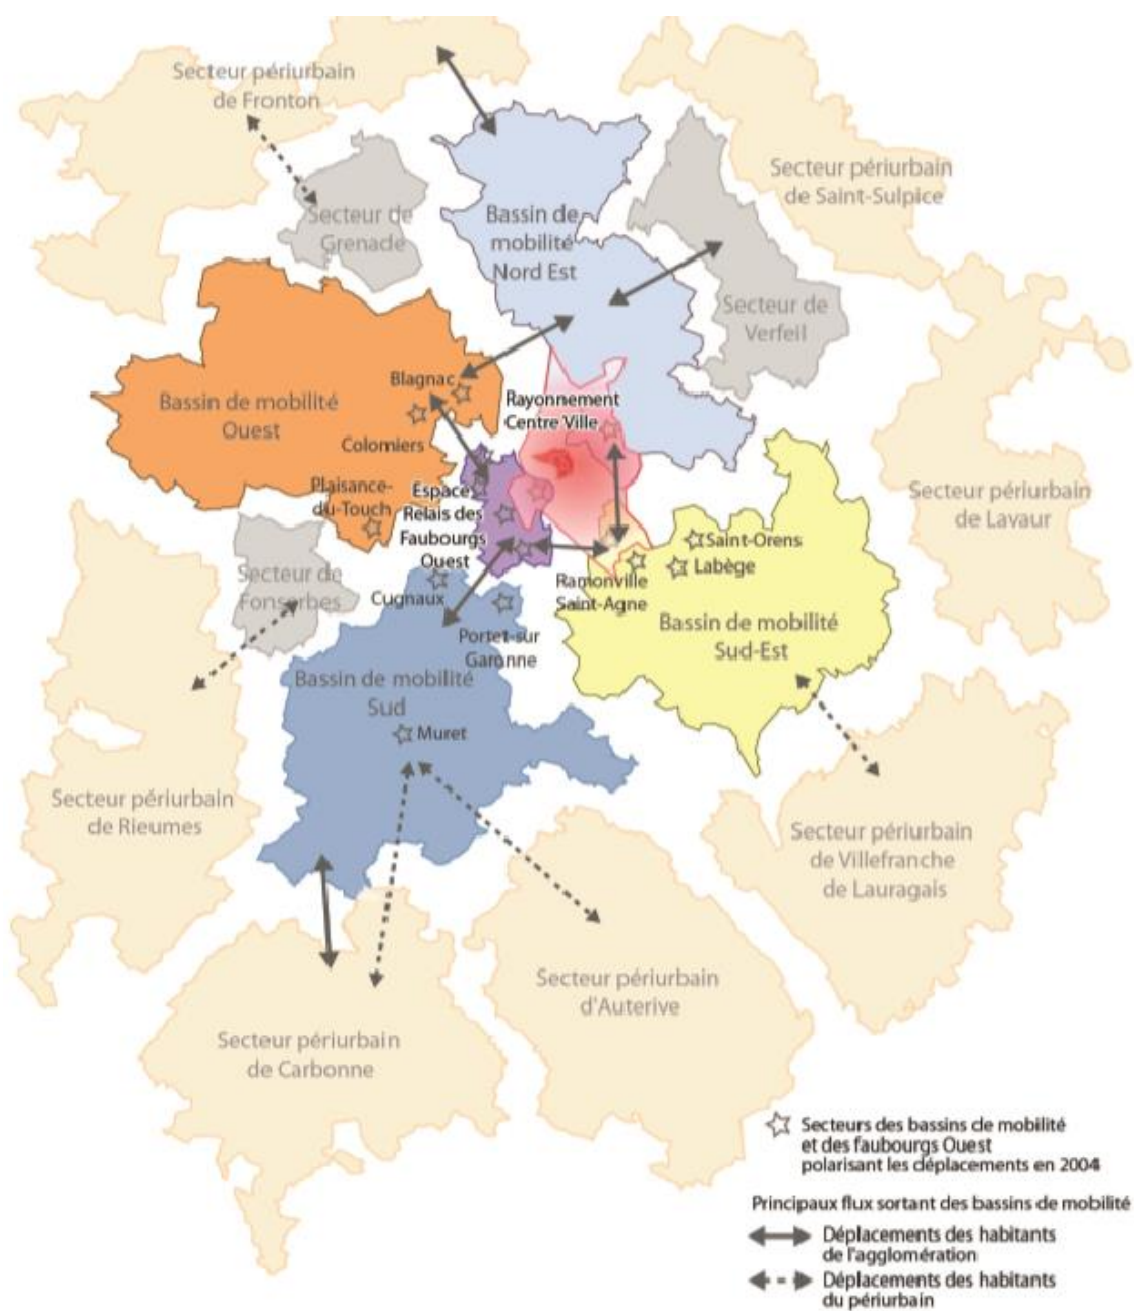 Secteur périurbain
de Fronton
Secteur périurbain
de Saint-Sulpice
Secteur de
Grenade
Bassin de
mobilité
Nord Est
Secteur de
Verfeil
Blagnac
Bassin de mobilité
Ouest
Colomiers
Rayonnement
Centre Ville
Plaisance-
du-Touch
Espaces
Relais des
Faubourgs
Ouest
Secteur périurbain
de Lavaur
Saint-Orens
Labège
Ramonville
Saint-Agne
Secteur de
Fonsorbes
Cugnaux
Portet-sur
Garonne
Bassin de mobilité
Sud-Est
Bassin de mobilité
Sud
Muret
Secteur périurbain
de Rieumes
Secteur périurbain
de Villefranche
de Lauragais
Secteur périurbain
d'Auterive
Secteur périurbain
de Carbonne
Secteurs des bassins de mobilité
et des faubourgs Ouest
polarisant les déplacements en 2004
Principaux flux sortant des bassins de mobilité
Déplacements des habitants
de l'agglomération
Déplacements des habitants
du périurbain